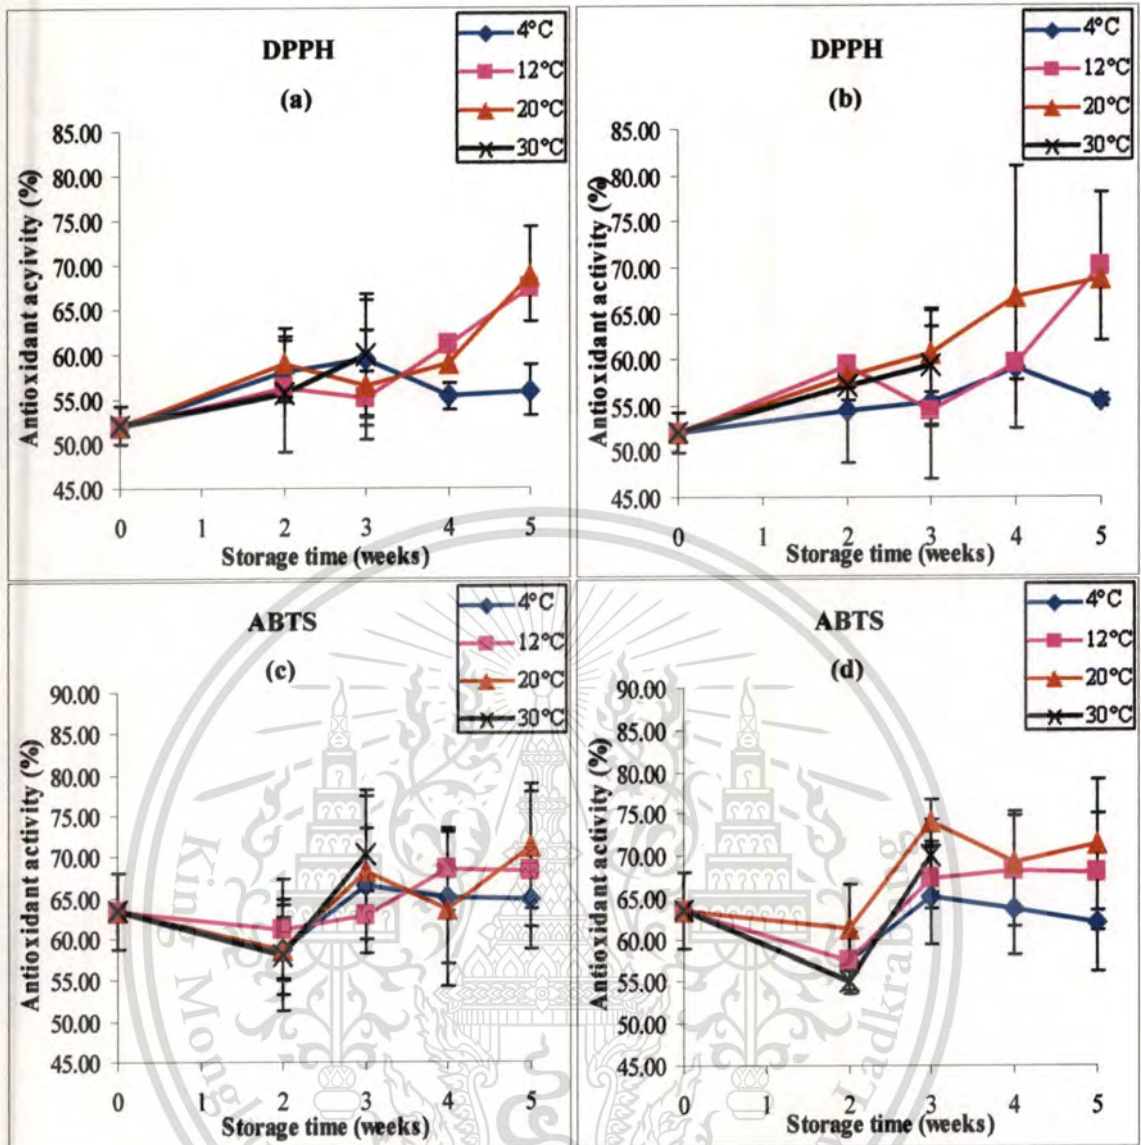 DPPH
(a)
4°C
12°C
20°C
30°C
Antioxidant acyivity (%)
85.00
80.00
75.00
70.00
65.00
60.00
55.00
50.00
45.00
0 1 2 3 4 5
Storage time (weeks)
DPPH
(b)
4°C
12°C
20°C
30°C
Antioxidant activity (%)
85.00
80.00
75.00
70.00
65.00
60.00
55.00
50.00
45.00
0 1 2 3 4 5
Storage time (weeks)
ABTS
(c)
4°C
12°C
20°C
30°C
Antioxidant activity (%)
90.00
85.00
80.00
75.00
70.00
65.00
60.00
55.00
50.00
45.00
0 1 2 3 4 5
Storage time (weeks)
ABTS
(d)
4°C
12°C
20°C
30°C
Antioxidant activity (%)
90.00
85.00
80.00
75.00
70.00
65.00
60.00
55.00
50.00
45.00
0 1 2 3 4 5
Storage time (weeks)
King Mongk Ladkrabang